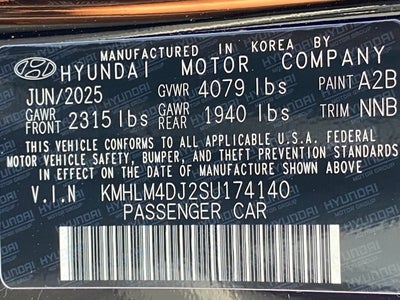 MANUFACTURED IN KOREA BY
HYUNDAI MOTOR COMPANY
JUN/2025 GVWR 4079 lbs PAINT A2B
GAWR FRONT 2315 lbs GAWR REAR 1940 lbs TRIM NNB
THIS VEHICLE CONFORMS TO ALL APPLICABLE U.S.A. FEDERAL
MOTOR VEHICLE SAFETY, BUMPER, AND THEFT PREVENTION STANDARDS
IN EFFECT ON THE DATE OF MANUFACTURE SHOWN ABOVE.
V.I.N KMHLM4DJ2SU174140
PASSENGER CAR